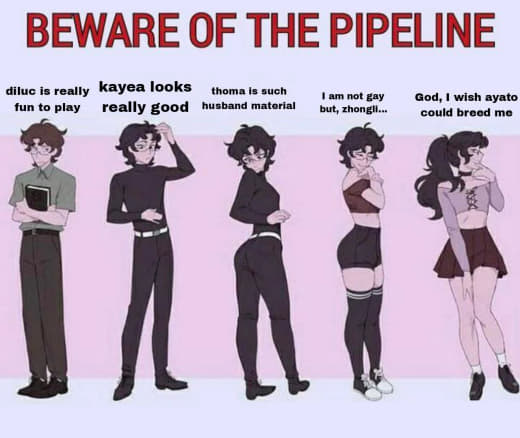 BEWARE OF THE PIPELINE
diluc is really
fun to play
kayea looks
really good
thoma is such
husband material
I am not gay
but, zhongli...
God, I wish ayato
could breed me